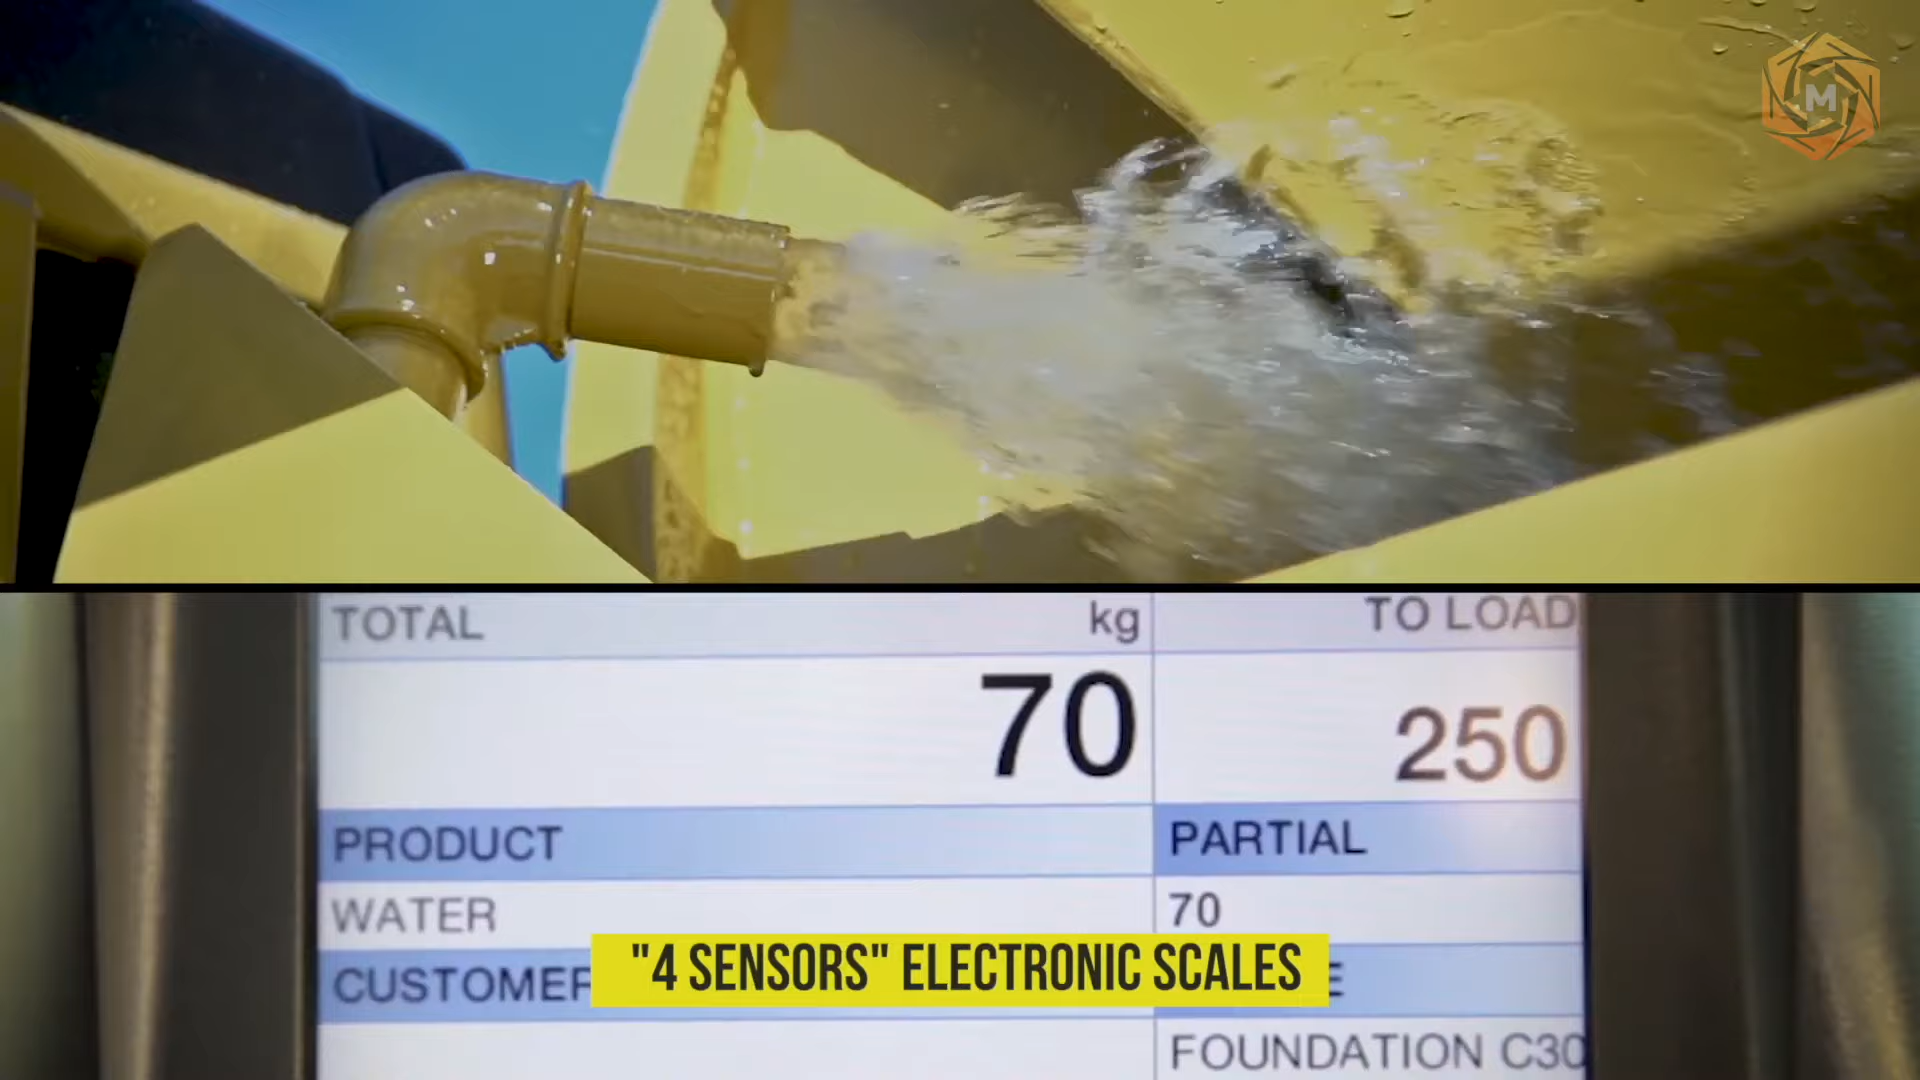 M
TOTAL kg TO LOAD
70 250
PRODUCT PARTIAL
WATER 70
"4 SENSORS" ELECTRONIC SCALES
CUSTOMER
FOUNDATION C30